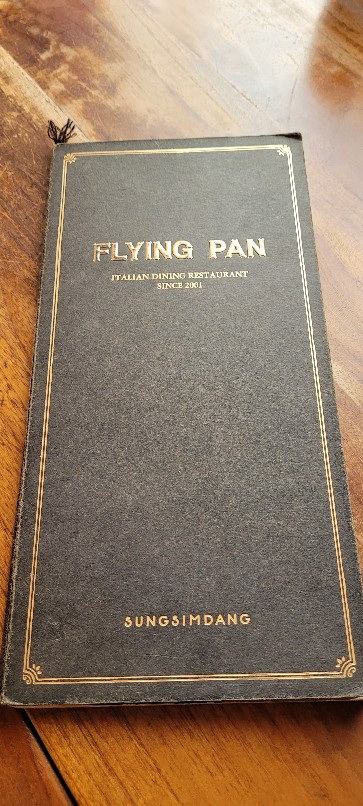 FLYING PAN
ITALIAN DINING RESTAURANT
SINCE 2001
SUNGSIMDANG